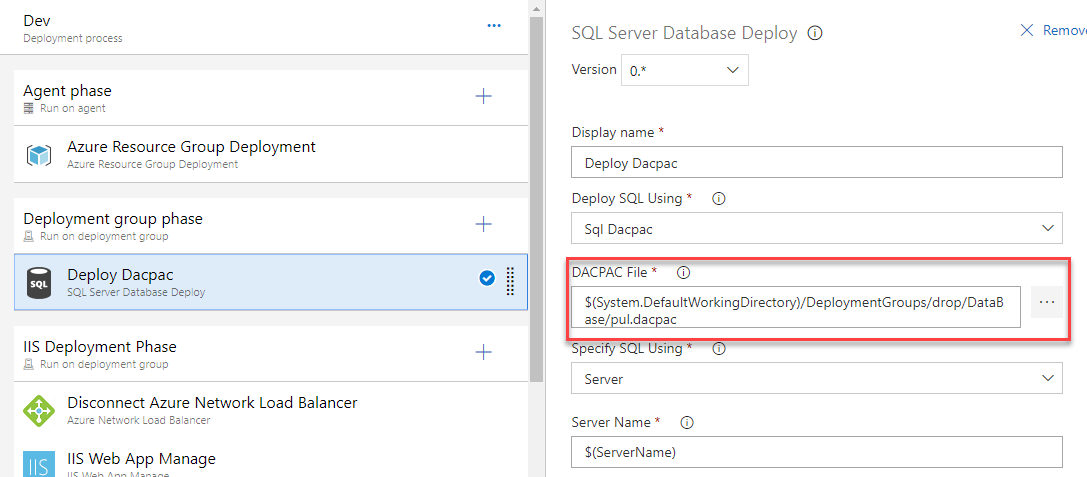 Dev
Deployment process
Agent phase
Run on agent
Azure Resource Group Deployment
Azure Resource Group Deployment
Deployment group phase
Run on deployment group
SQL
Deploy Dacpac
SQL Server Database Deploy
IIS Deployment Phase
Run on deployment group
Disconnect Azure Network Load Balancer
Azure Network Load Balancer
IIS
IIS Web App Manage
IIS Web App Manage
SQL Server Database Deploy
Remove
Version 0.*
Display name *
Deploy Dacpac
Deploy SQL Using *
Sql Dacpac
DACPAC File *
$(System.DefaultWorkingDirectory)/DeploymentGroups/drop/DataB
ase/pul.dacpac
Specify SQL Using *
Server
Server Name *
$(ServerName)